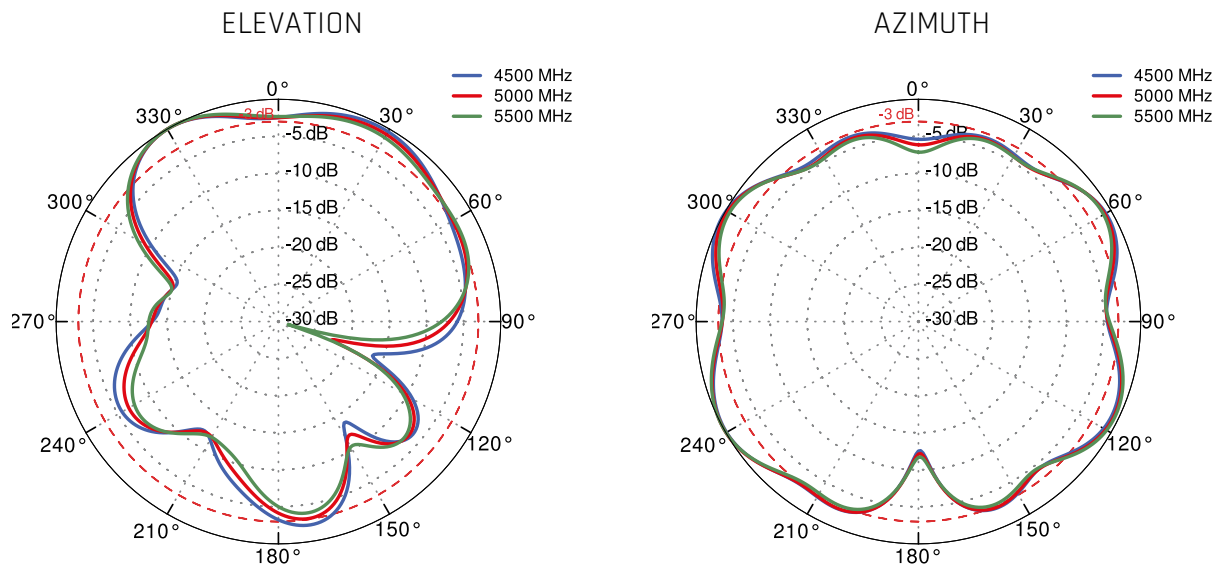 ELEVATION
4500 MHz
5000 MHz
5500 MHz
0°
330°
30°
-3 dB
-5 dB
-10 dB
300°
60°
-15 dB
-20 dB
-25 dB
-30 dB
270°
90°
240°
120°
210°
150°
180°
AZIMUTH
4500 MHz
5000 MHz
5500 MHz
0°
330°
30°
-3 dB
-5 dB
-10 dB
300°
60°
-15 dB
-20 dB
-25 dB
-30 dB
270°
90°
240°
120°
210°
150°
180°